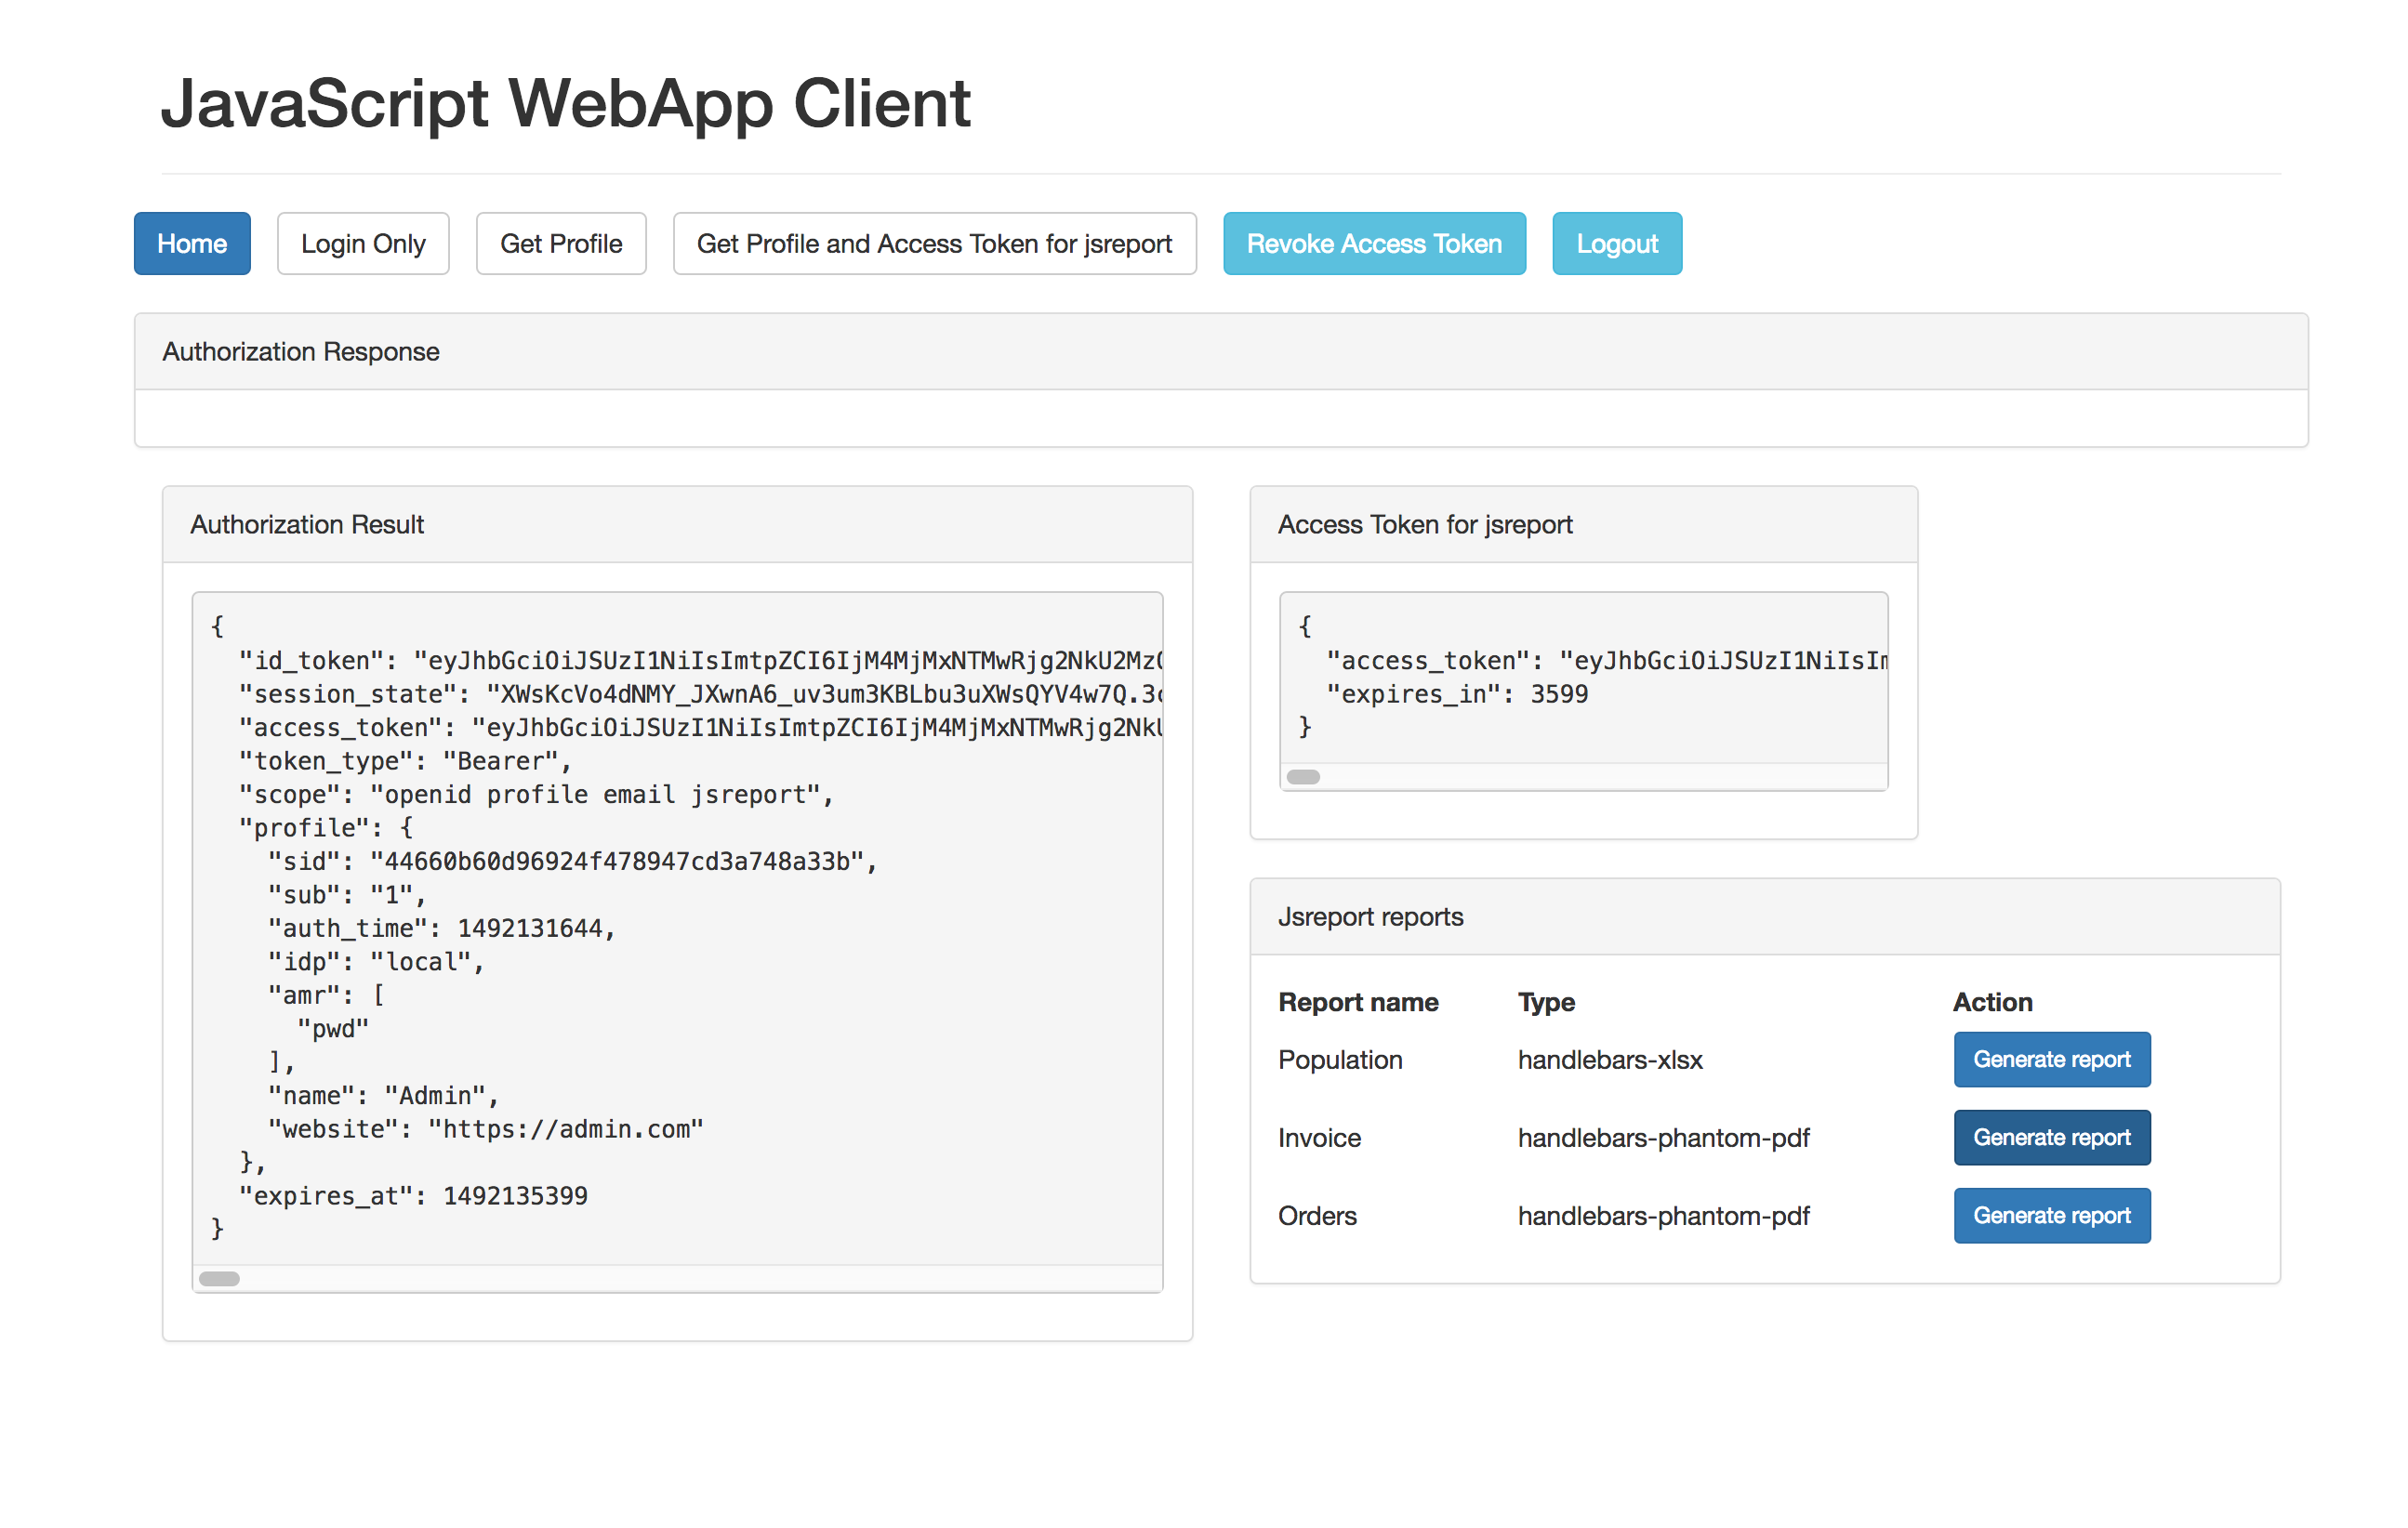 JavaScript WebApp Client
Home Login Only Get Profile Get Profile and Access Token for jsreport Revoke Access Token Logout
Authorization Response
Authorization Result
{
  "id_token": "eyJhbGciOiJSUzI1NiIsImtpZCI6IjM4MjMxNTMwRjg2NkU2Mz
  "session_state": "XWsKcVo4dNMY_JXwnA6_uv3um3KBLbu3uXWsQYV4w7Q.3
  "access_token": "eyJhbGciOiJSUzI1NiIsImtpZCI6IjM4MjMxNTMwRjg2Nk
  "token_type": "Bearer",
  "scope": "openid profile email jsreport",
  "profile": {
    "sid": "44660b60d96924f478947cd3a748a33b",
    "sub": "1",
    "auth_time": 1492131644,
    "idp": "local",
    "amr": [
      "pwd"
    ],
    "name": "Admin",
    "website": "https://admin.com"
  },
  "expires_at": 1492135399
}
Access Token for jsreport
{
  "access_token": "eyJhbGciOiJSUzI1NiIsI
  "expires_in": 3599
}
Jsreport reports
Report name Type Action
Population handlebars-xlsx Generate report
Invoice handlebars-phantom-pdf Generate report
Orders handlebars-phantom-pdf Generate report